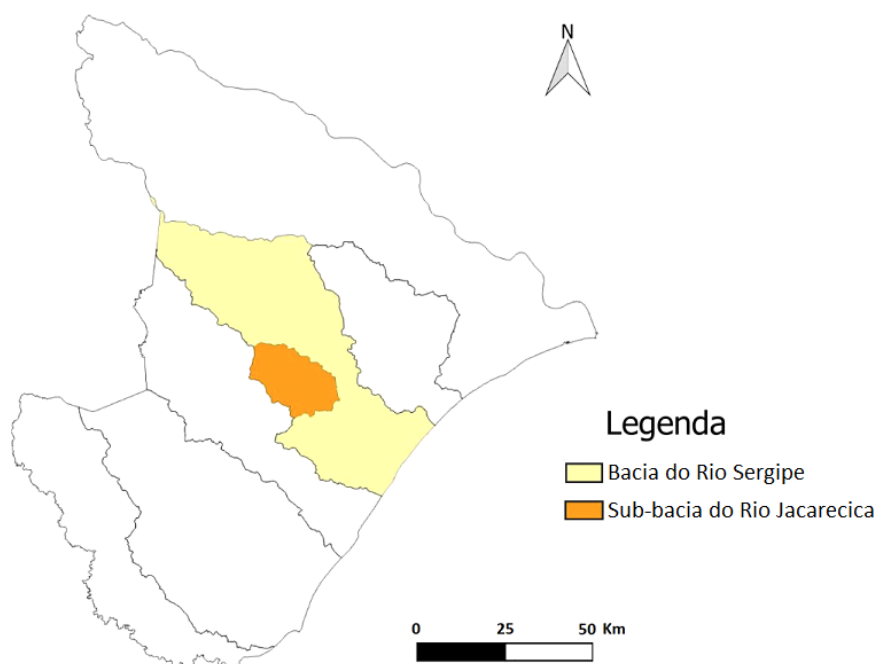 N
Legenda
Bacia do Rio Sergipe
Sub-bacia do Rio Jacarecica
0 25 50 Km